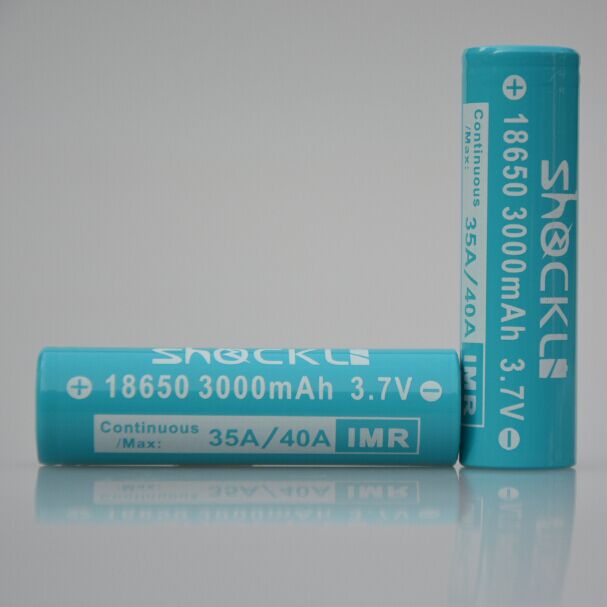 ShOCKLi
⊕ 18650 3000mAh 3.7V ⊖
Continuous
/Max: 35A/40A IMR
ShOCKLi
⊕ 18650 3000mAh 3.7V ⊖
Continuous
/Max: 35A/40A IMR